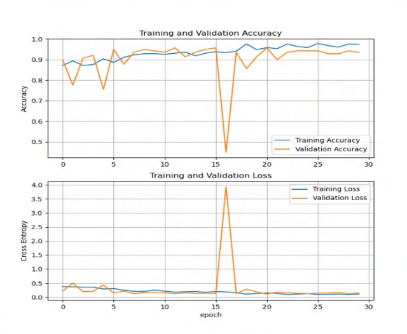 Training and Validation Accuracy
1.0
0.9
0.8
0.7
0.6
0.5
Accuracy
Training Accuracy
Validation Accuracy
0 5 10 15 20 25 30
Training and Validation Loss
4.0
3.5
3.0
2.5
2.0
1.5
1.0
0.5
0.0
Cross Entropy
Training Loss
Validation Loss
0 5 10 15 20 25 30
epoch